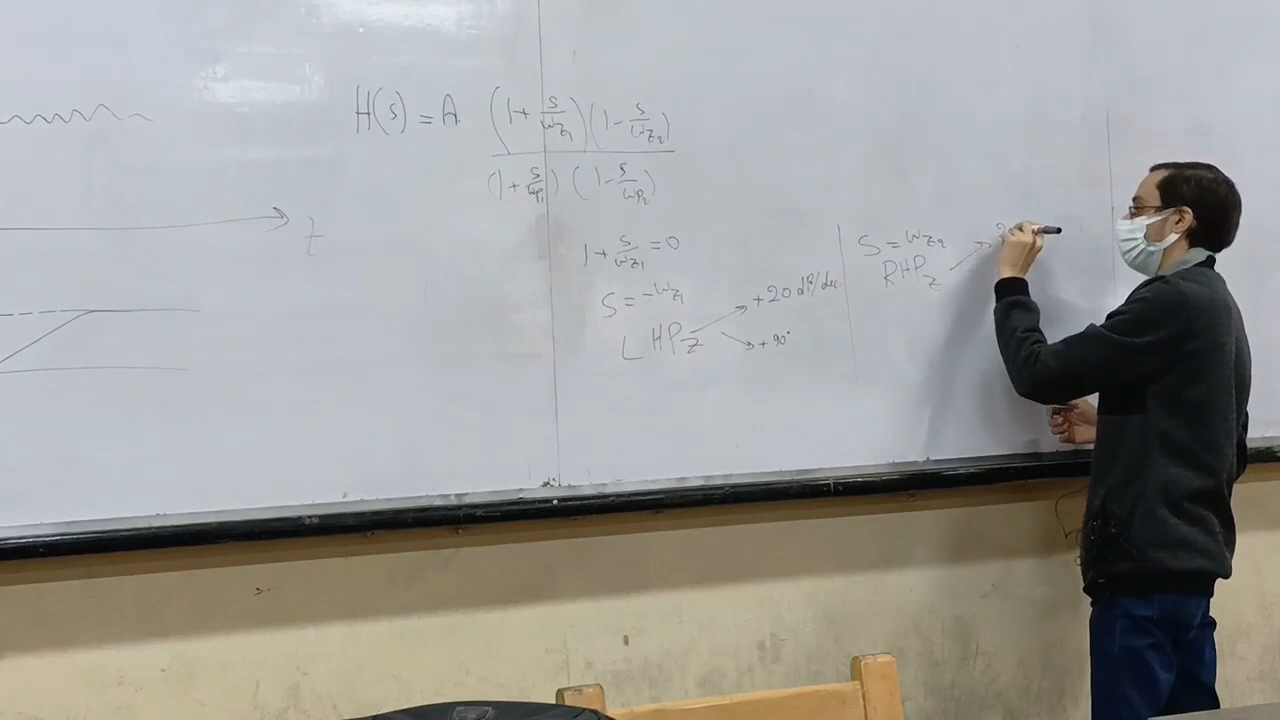 H(s) = A (1 + s/ωz₁)(1 - s/ωz₂)
(1 + s/ωp₁) (1 - s/ωp₂)
t
1 + s/ωz₁ = 0
S = -ωz₁
LHPz
+20 dB/dec
+90°
S = ωz₂
RHPz